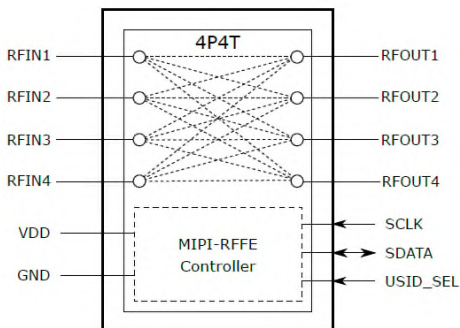 4P4T
RFIN1
RFOUT1
RFIN2
RFOUT2
RFIN3
RFOUT3
RFIN4
RFOUT4
VDD
GND
MIPI-RFFE
Controller
SCLK
SDATA
USID_SEL